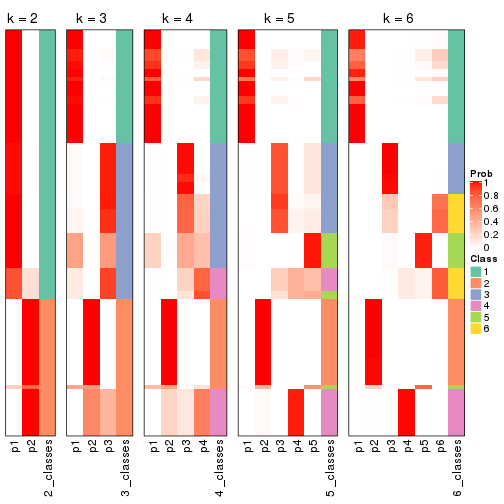 k = 2
k = 3
k = 4
k = 5
k = 6
p1
p2
2_classes
p1
p2
p3
3_classes
p1
p2
p3
p4
4_classes
p1
p2
p3
p4
p5
5_classes
p1
p2
p3
p4
p5
p6
6_classes
Prob
1
0.8
0.6
0.4
0.2
0
Class
1
2
3
4
5
6